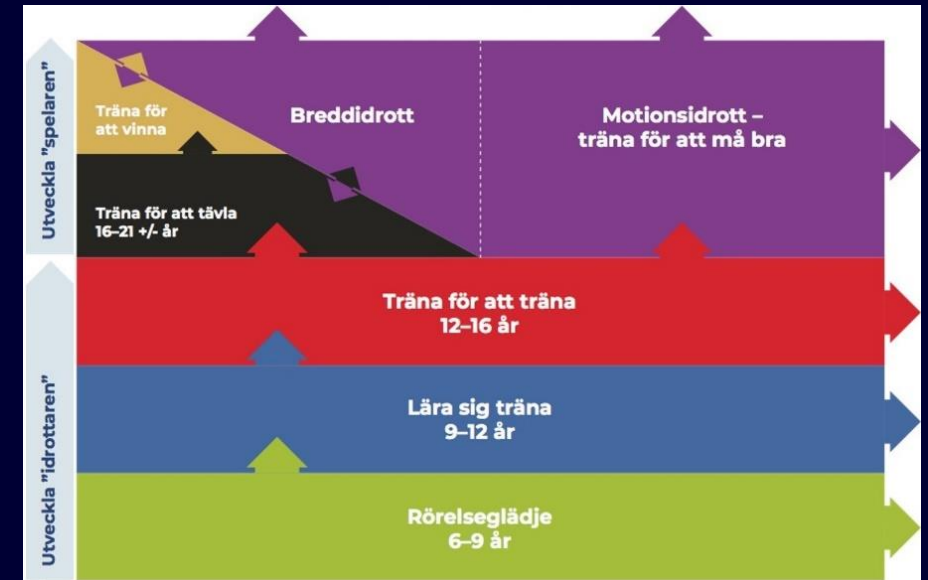 Utveckla "spelaren"
Träna för
att vinna
Breddidrott
Motionsidrott –
träna för att må bra
Träna för att tävla
16–21 +/- år
Utveckla "idrottaren"
Träna för att träna
12–16 år
Lära sig träna
9–12 år
Rörelseglädje
6–9 år